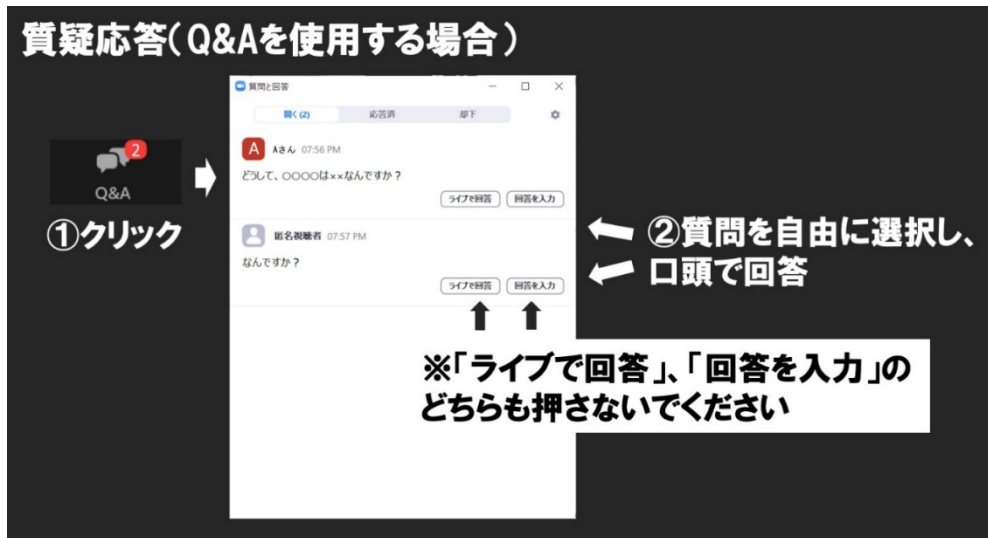 質疑応答(Q&Aを使用する場合)
質問と回答
開く(2) 応答済 却下
2
Q&A
①クリック
A Aさん 07:56 PM
どうして、○○○○は××なんですか?
ライブで回答 回答を入力
匿名視聴者 07:57 PM
なんですか?
ライブで回答 回答を入力
②質問を自由に選択し、
口頭で回答
※「ライブで回答」、「回答を入力」の
どちらも押さないでください